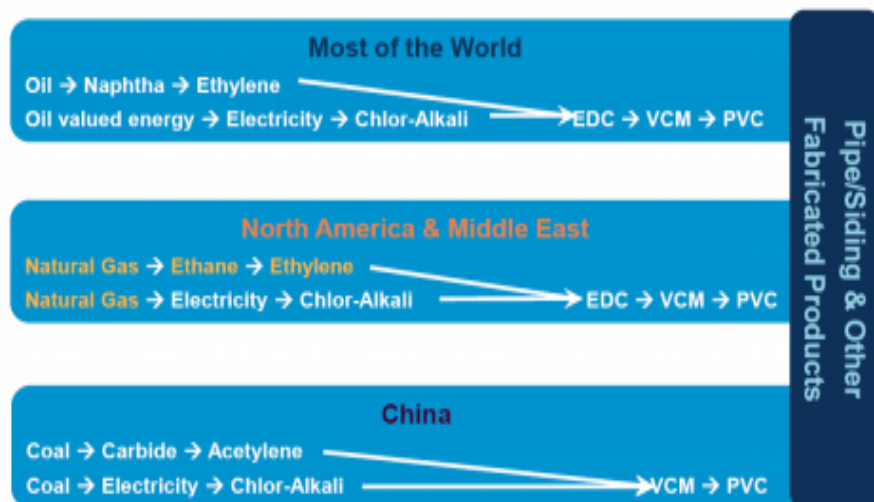 Most of the World
Oil → Naphtha → Ethylene
Oil valued energy → Electricity → Chlor-Alkali EDC → VCM → PVC
North America & Middle East
Natural Gas → Ethane → Ethylene
Natural Gas → Electricity → Chlor-Alkali EDC → VCM → PVC
China
Coal → Carbide → Acetylene
Coal → Electricity → Chlor-Alkali VCM → PVC
Pipe/Siding & Other
Fabricated Products